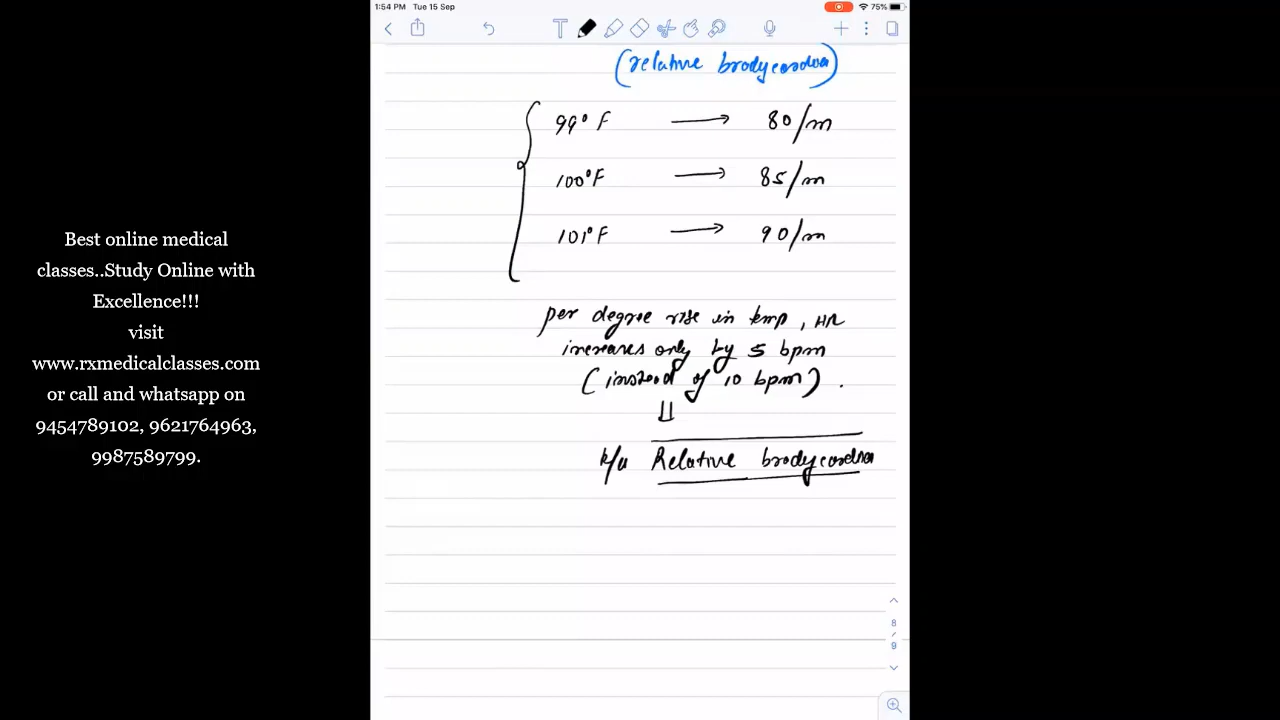 1:54 PM Tue 15 Sep
75%
T
(relative bradycardia)
99°F → 80/m
100°F → 85/m
101°F → 90/m
per degree rise in temp, HR
increases only by 5 bpm
(instead of 10 bpm).
⇓
k/a Relative bradycardia
Best online medical
classes..Study Online with
Excellence!!!
visit
www.rxmedicalclasses.com
or call and whatsapp on
9454789102, 9621764963,
9987589799.
8
/
9